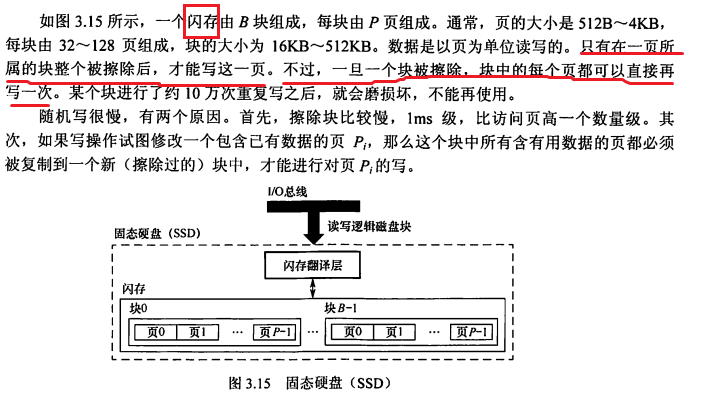 如图 3.15 所示，一个闪存由 B 块组成，每块由 P 页组成。通常，页的大小是 512B～4KB，
每块由 32～128 页组成，块的大小为 16KB～512KB。数据是以页为单位读写的。只有在一页所
属的块整个被擦除后，才能写这一页。不过，一旦一个块被擦除，块中的每个页都可以直接再
写一次。某个块进行了约 10 万次重复写之后，就会磨损坏，不能再使用。
随机写很慢，有两个原因。首先，擦除块比较慢，1ms 级，比访问页高一个数量级。其
次，如果写操作试图修改一个包含已有数据的页 Pi，那么这个块中所有含有用数据的页都必须
被复制到一个新（擦除过的）块中，才能进行对页 Pi 的写。
I/O总线
读写逻辑磁盘块
固态硬盘（SSD）
闪存翻译层
闪存
块0 块B-1
页0 页1 … 页P-1 … 页0 页1 … 页P-1
图 3.15 固态硬盘（SSD）